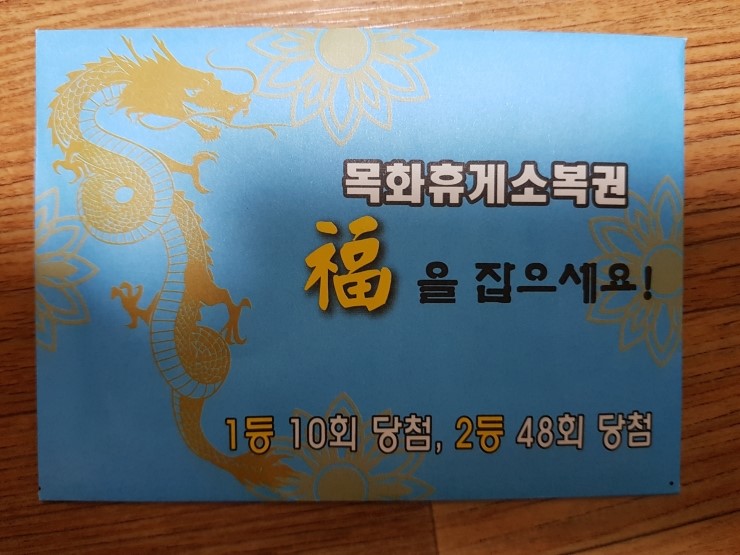 목화휴게소복권
福을 잡으세요!
1등 10회 당첨, 2등 48회 당첨